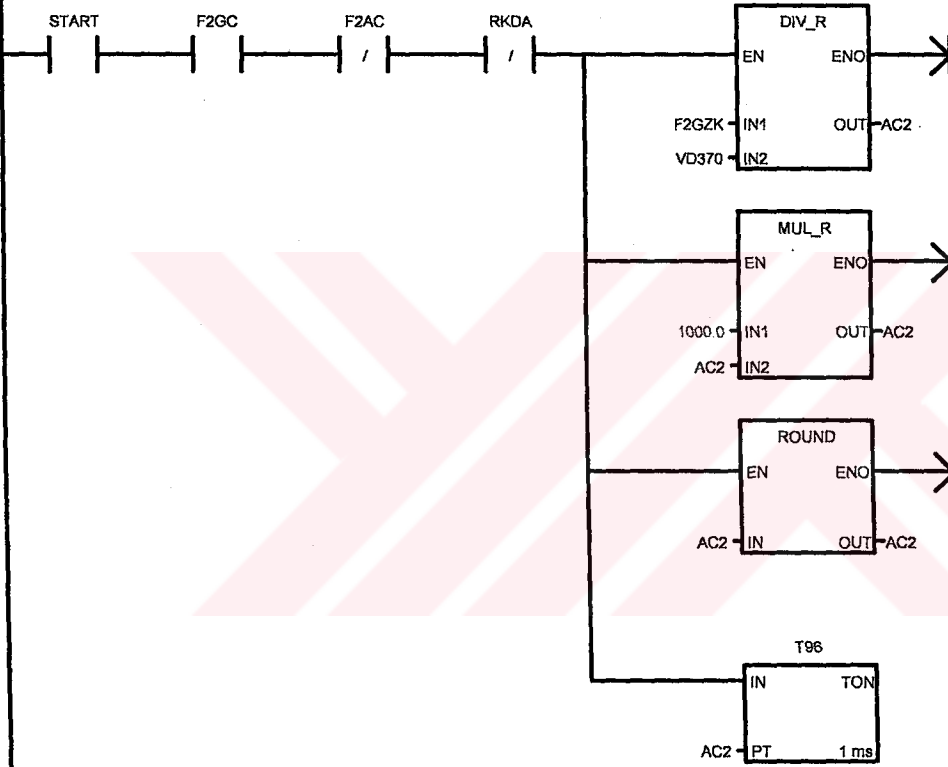 START F2GC F2AC RKDA
/ /
DIV_R
EN ENO
F2GZK IN1 OUT AC2
VD370 IN2
MUL_R
EN ENO
1000.0 IN1 OUT AC2
AC2 IN2
ROUND
EN ENO
AC2 IN OUT AC2
T96
IN TON
AC2 PT 1 ms